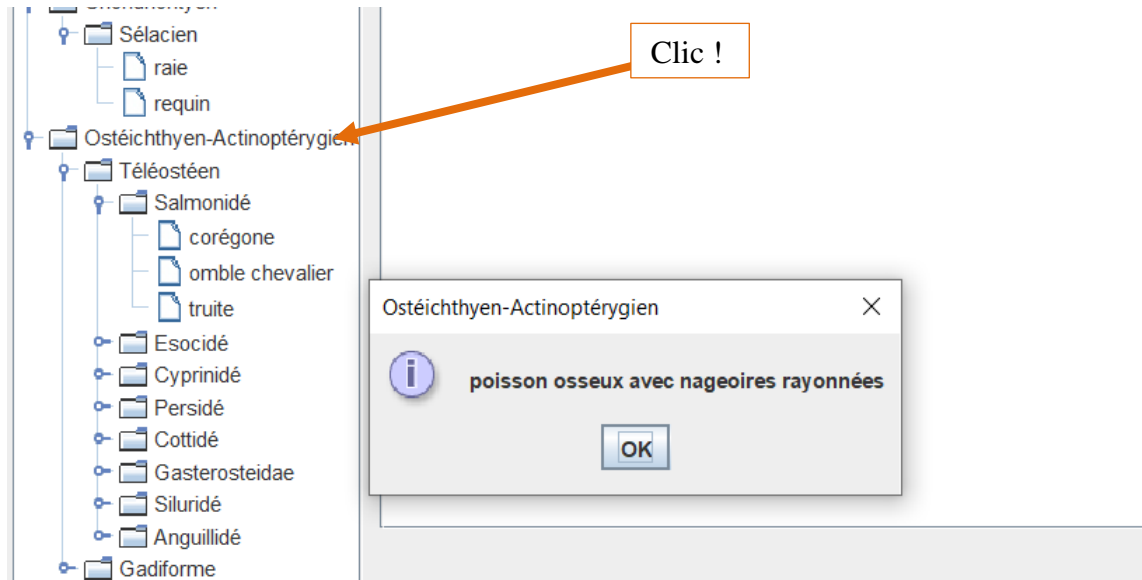 Sélacien
raie
requin
Ostéichthyen-Actinoptérygien
Téléostéen
Salmonidé
corégone
omble chevalier
truite
Esocidé
Cyprinidé
Persidé
Cottidé
Gasterosteidae
Siluridé
Anguillidé
Gadiforme
Clic !
Ostéichthyen-Actinoptérygien
poisson osseux avec nageoires rayonnées
OK